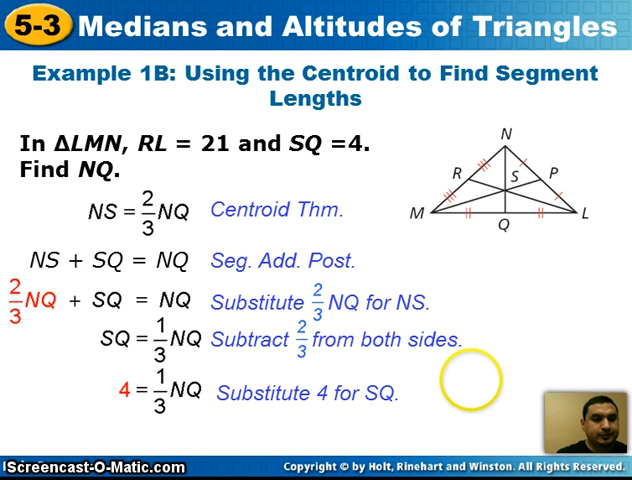 5-3 Medians and Altitudes of Triangles
Example 1B: Using the Centroid to Find Segment
Lengths
In ∆LMN, RL = 21 and SQ =4.
Find NQ.
N
R S P
M L
Q
NS = 2/3 NQ Centroid Thm.
NS + SQ = NQ Seg. Add. Post.
2/3 NQ + SQ = NQ Substitute 2/3 NQ for NS.
SQ = 1/3 NQ Subtract 2/3 from both sides.
4 = 1/3 NQ Substitute 4 for SQ.
Screencast-O-Matic.com
Copyright © by Holt, Rinehart and Winston. All Rights Reserved.